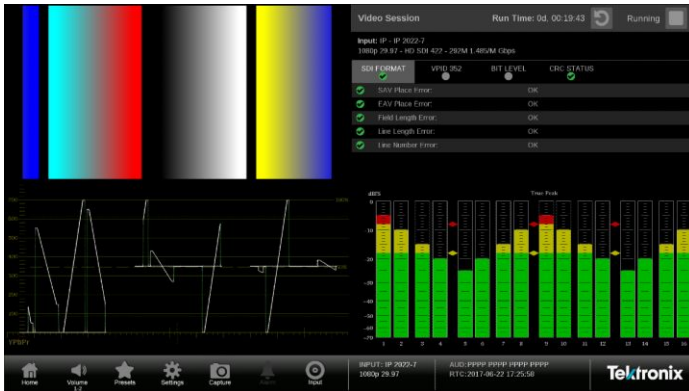 Video Session Run Time: 0d, 00:19:43 Running
Input: IP - IP 2022-7
1080p 29.97 - HD SDI 422 - 292M 1.485/M Gbps
SDI FORMAT VPID 352 BIT LEVEL CRC STATUS
SAV Place Error: OK
EAV Place Error: OK
Field Length Error: OK
Line Length Error: OK
Line Number Error: OK
dBFS True Peak
0
-10
-20
-30
-40
-50
-60
-70
1 2 3 4 5 6 7 8 9 10 11 12 13 14 15 16
YPBPR
Home Volume Presets Settings Capture Input
1-2
INPUT: IP 2022-7 AUD: PPPP PPPP PPPP PPPP
1080p 29.97 RTC: 2017-06-22 17:25:58
Tektronix